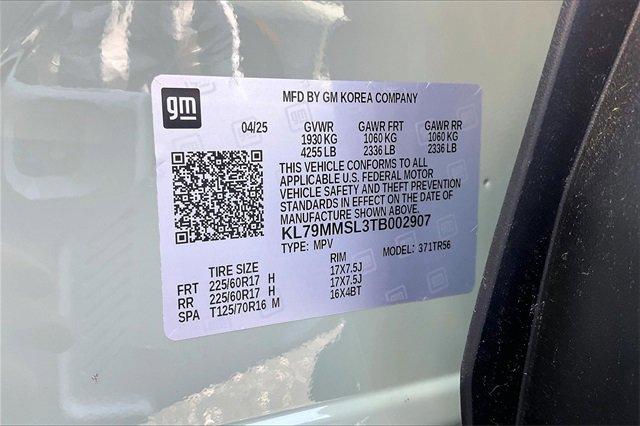 gm
MFD BY GM KOREA COMPANY
04/25 GVWR GAWR FRT GAWR RR
1930 KG 1060 KG 1060 KG
4255 LB 2336 LB 2336 LB
THIS VEHICLE CONFORMS TO ALL
APPLICABLE U.S. FEDERAL MOTOR
VEHICLE SAFETY AND THEFT PREVENTION
STANDARDS IN EFFECT ON THE DATE OF
MANUFACTURE SHOWN ABOVE.
KL79MMSL3TB002907
TYPE: MPV MODEL: 371TR56
TIRE SIZE RIM
FRT 225/60R17 H 17X7.5J
RR 225/60R17 H 17X7.5J
SPA T125/70R16 M 16X4BT